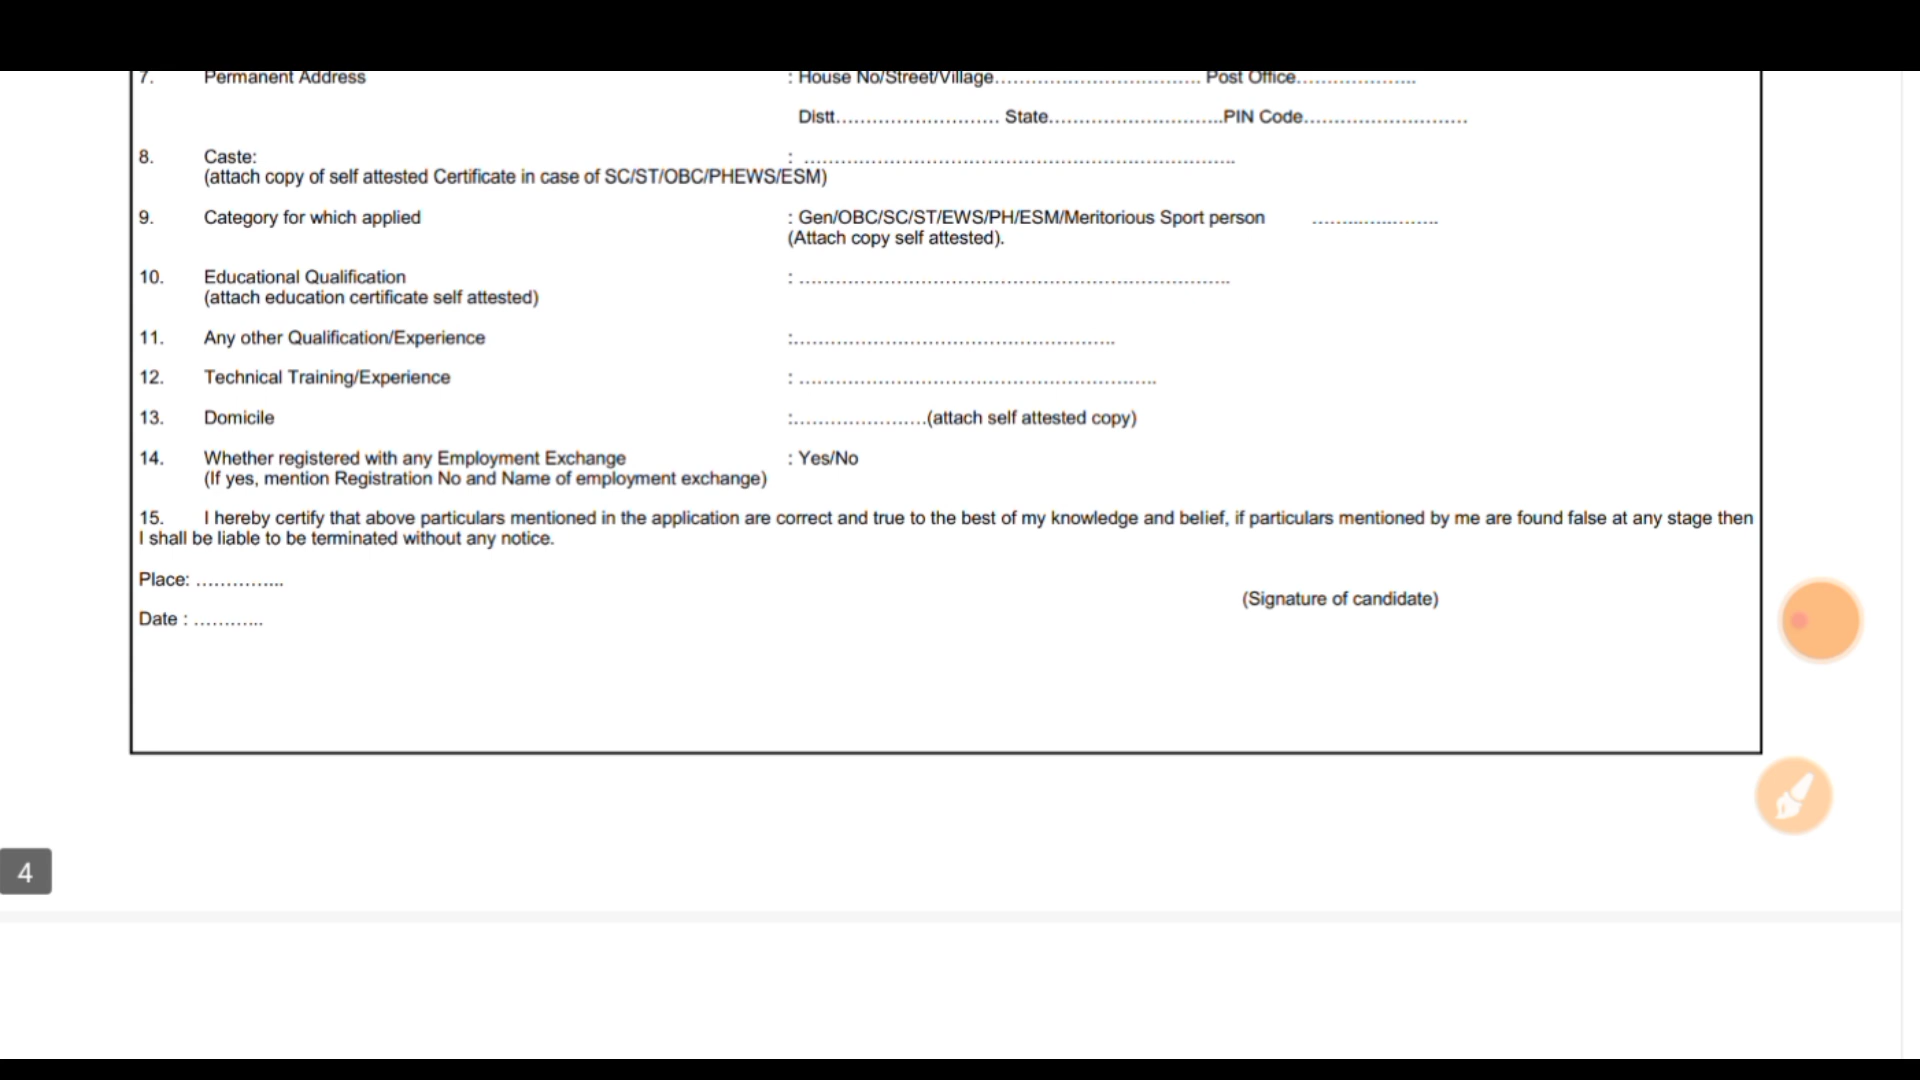 7. Permanent Address : House No/Street/Village.................................. Post Office....................
Distt........................... State.............................PIN Code...........................
8. Caste: : .......................................................................
(attach copy of self attested Certificate in case of SC/ST/OBC/PHEWS/ESM)
9. Category for which applied : Gen/OBC/SC/ST/EWS/PH/ESM/Meritorious Sport person .....................
(Attach copy self attested).
10. Educational Qualification : .......................................................................
(attach education certificate self attested)
11. Any other Qualification/Experience :.....................................................
12. Technical Training/Experience : ...........................................................
13. Domicile :......................(attach self attested copy)
14. Whether registered with any Employment Exchange : Yes/No
(If yes, mention Registration No and Name of employment exchange)
15. I hereby certify that above particulars mentioned in the application are correct and true to the best of my knowledge and belief, if particulars mentioned by me are found false at any stage then
I shall be liable to be terminated without any notice.
Place: ...............
(Signature of candidate)
Date : ............
4